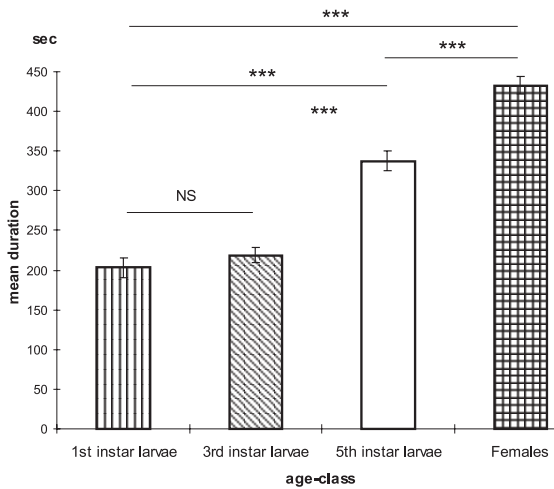 ***
sec
***
***
450
400
***
350
300
NS
250
200
150
100
50
0
mean duration
1st instar larvae 3rd instar larvae 5th instar larvae Females
age-class